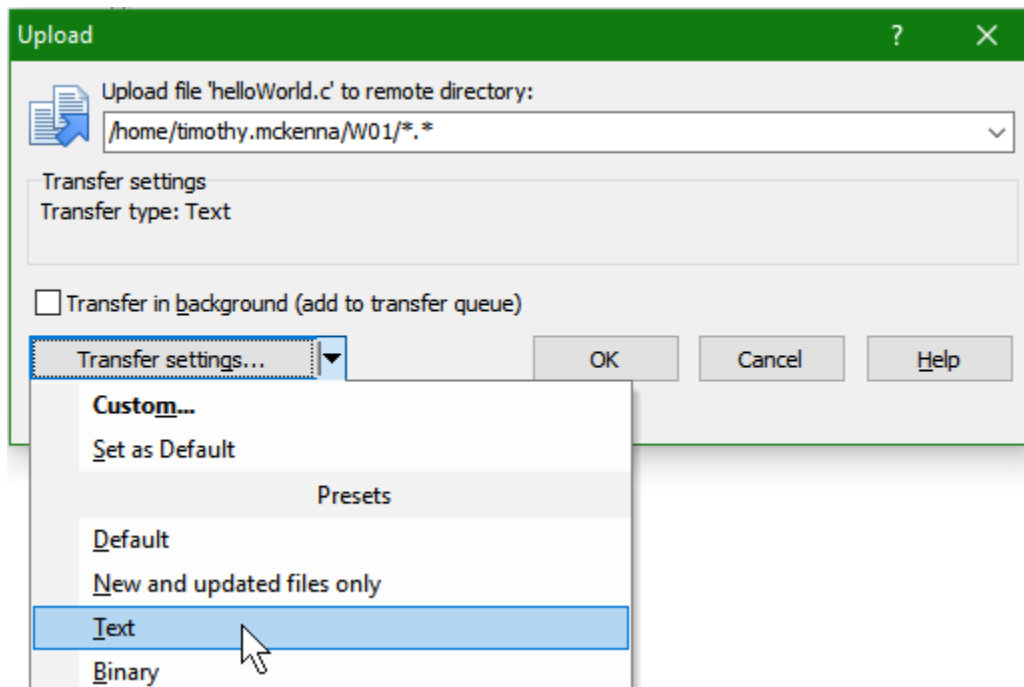 Upload ?
Upload file 'helloWorld.c' to remote directory:
/home/timothy.mckenna/W01/*.*
Transfer settings
Transfer type: Text
Transfer in background (add to transfer queue)
Transfer settings... OK Cancel Help
Custom...
Set as Default
Presets
Default
New and updated files only
Text
Binary